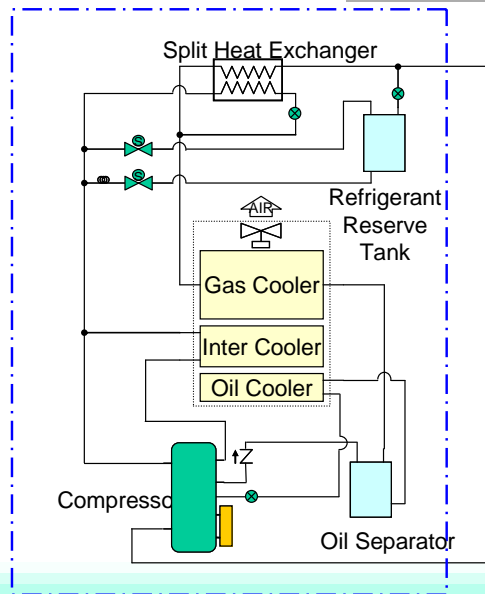 Split Heat Exchanger
Refrigerant
Reserve
Tank
AIR
Gas Cooler
Inter Cooler
Oil Cooler
Compresso
Oil Separator